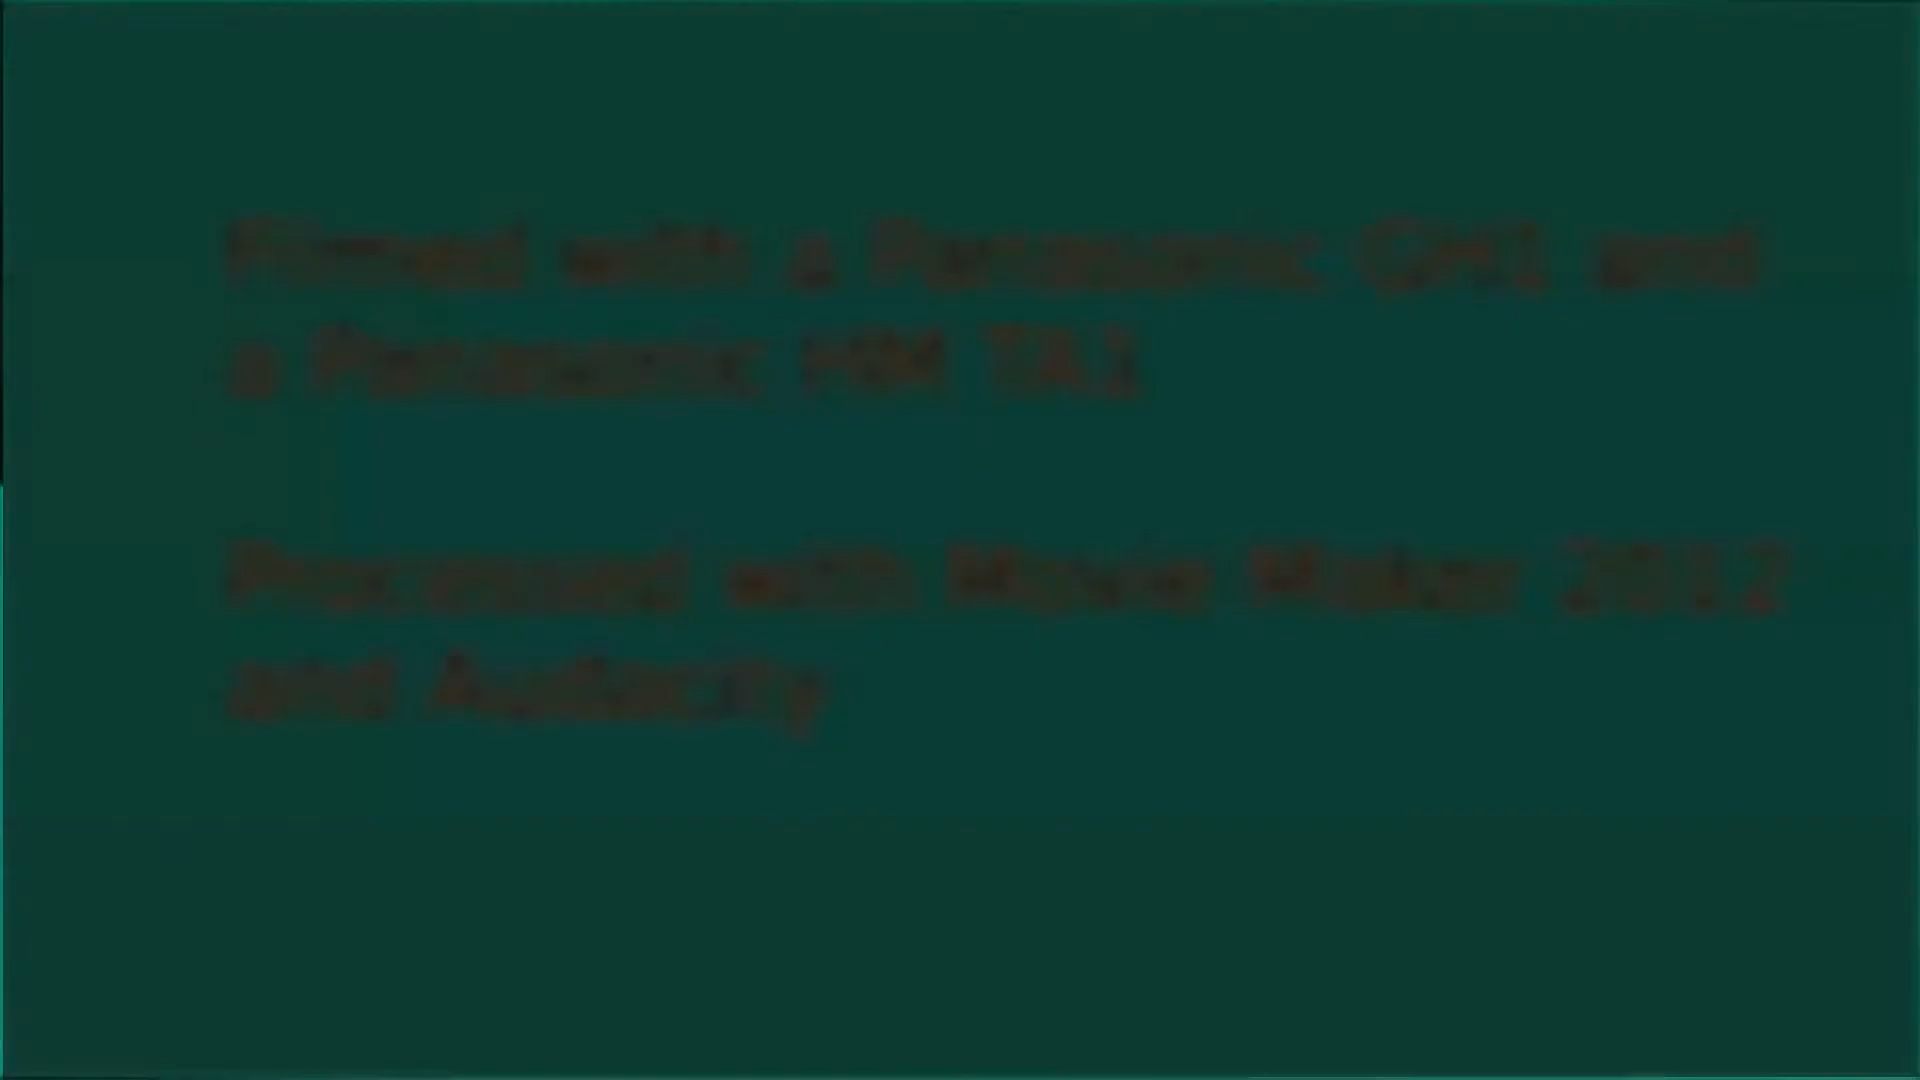 Filmed with a Panasonic GH1 and
a Panasonic HM TA1
Processed with Movie Maker 2012
and Audacity